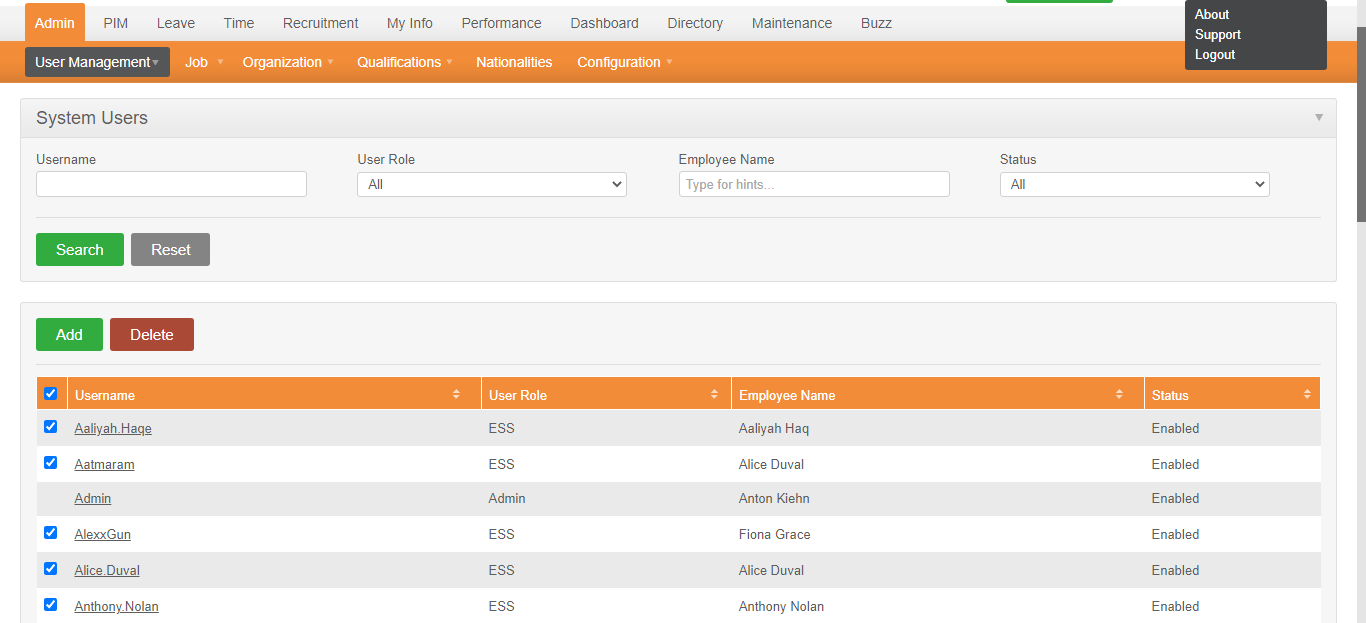 Admin PIM Leave Time Recruitment My Info Performance Dashboard Directory Maintenance Buzz
About
Support
Logout
User Management Job Organization Qualifications Nationalities Configuration
System Users
Username User Role Employee Name Status
All Type for hints... All
Search Reset
Add Delete
Username User Role Employee Name Status
Aaliyah.Haqe ESS Aaliyah Haq Enabled
Aatmaram ESS Alice Duval Enabled
Admin Admin Anton Kiehn Enabled
AlexxGun ESS Fiona Grace Enabled
Alice.Duval ESS Alice Duval Enabled
Anthony.Nolan ESS Anthony Nolan Enabled